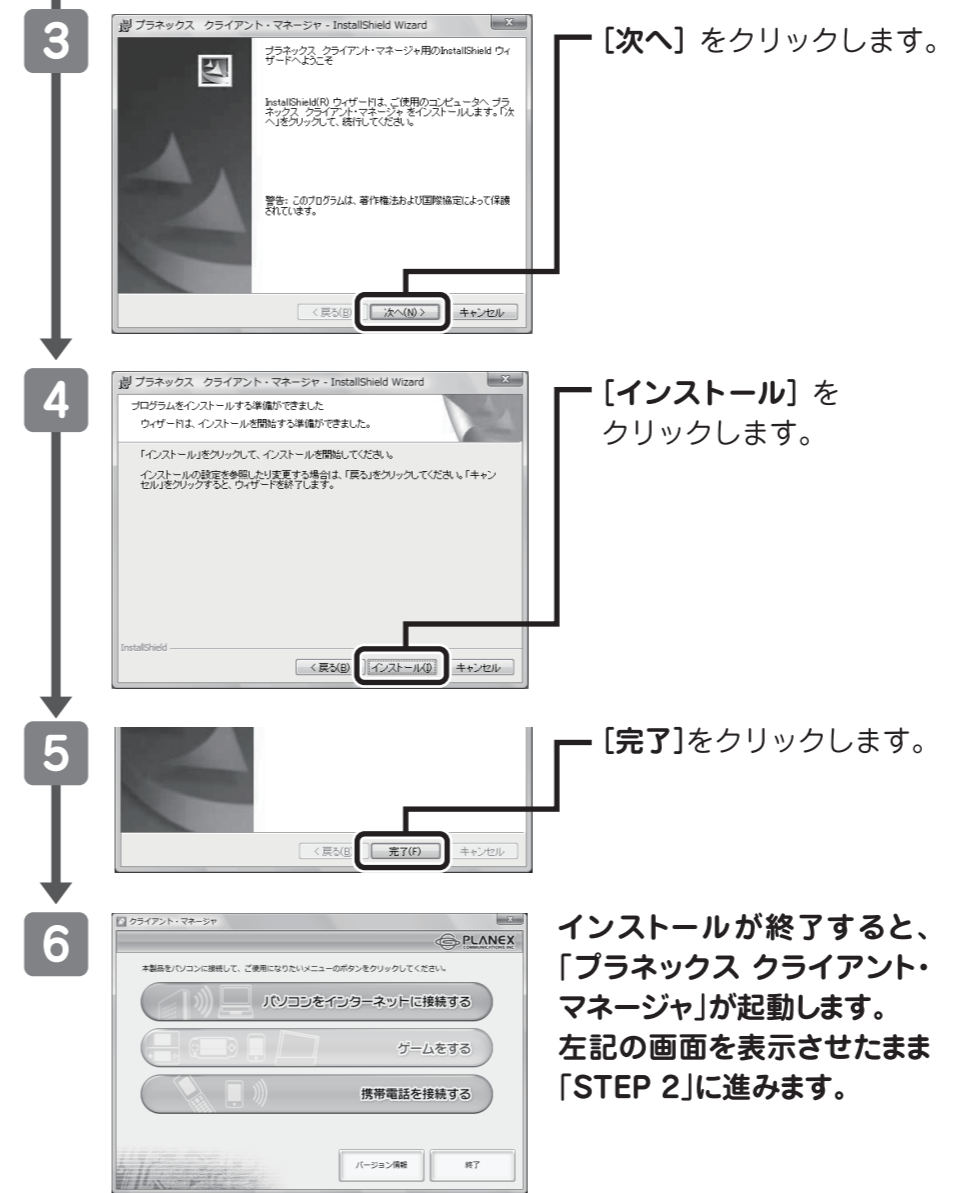 3
プラネックス クライアント・マネージャ - InstallShield Wizard
プラネックス クライアント・マネージャ用のInstallShield ウィ
ザードへようこそ
InstallShield(R) ウィザードは、ご使用のコンピュータへ プラ
ネックス クライアント・マネージャ をインストールします。「次
へ」をクリックして、続行してください。
警告: このプログラムは、著作権法および国際協定によって保護
されています。
< 戻る(B)
次へ(N) >
キャンセル
[次へ] をクリックします。
4
プラネックス クライアント・マネージャ - InstallShield Wizard
プログラムをインストールする準備ができました
ウィザードは、インストールを開始する準備ができました。
「インストール」をクリックして、インストールを開始してください。
インストールの設定を参照したり変更する場合は、「戻る」をクリックしてください。「キャン
セル」をクリックすると、ウィザードを終了します。
InstallShield
< 戻る(B)
インストール(I)
キャンセル
[インストール] を
クリックします。
5
< 戻る(B
完了(F)
キャンセル
[完了]をクリックします。
6
クライアント・マネージャ
PLANEX
COMMUNICATIONS INC.
本製品をパソコンに接続して、ご使用になりたいメニューのボタンをクリックしてください。
パソコンをインターネットに接続する
ゲームをする
携帯電話を接続する
バージョン情報
終了
インストールが終了すると、
「プラネックス クライアント・
マネージャ」が起動します。
左記の画面を表示させたまま
「STEP 2」に進みます。